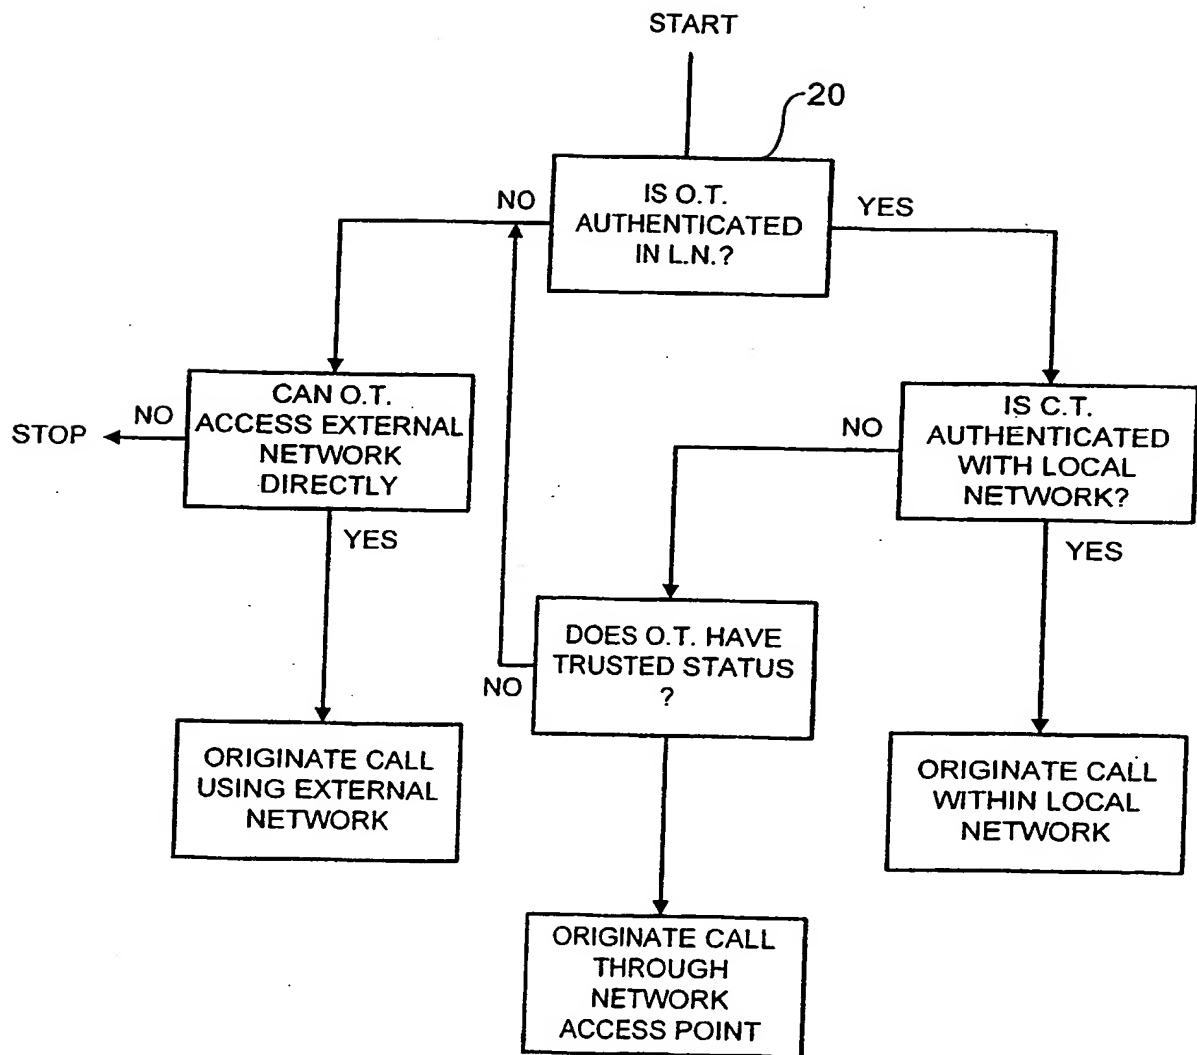 START
20
IS O.T.
AUTHENTICATED
IN L.N.?
NO
YES
CAN O.T.
ACCESS EXTERNAL
NETWORK
DIRECTLY
NO
STOP
YES
IS C.T.
AUTHENTICATED
WITH LOCAL
NETWORK?
NO
YES
DOES O.T. HAVE
TRUSTED STATUS
?
NO
ORIGINATE CALL
USING EXTERNAL
NETWORK
ORIGINATE CALL
WITHIN LOCAL
NETWORK
ORIGINATE CALL
THROUGH
NETWORK
ACCESS POINT